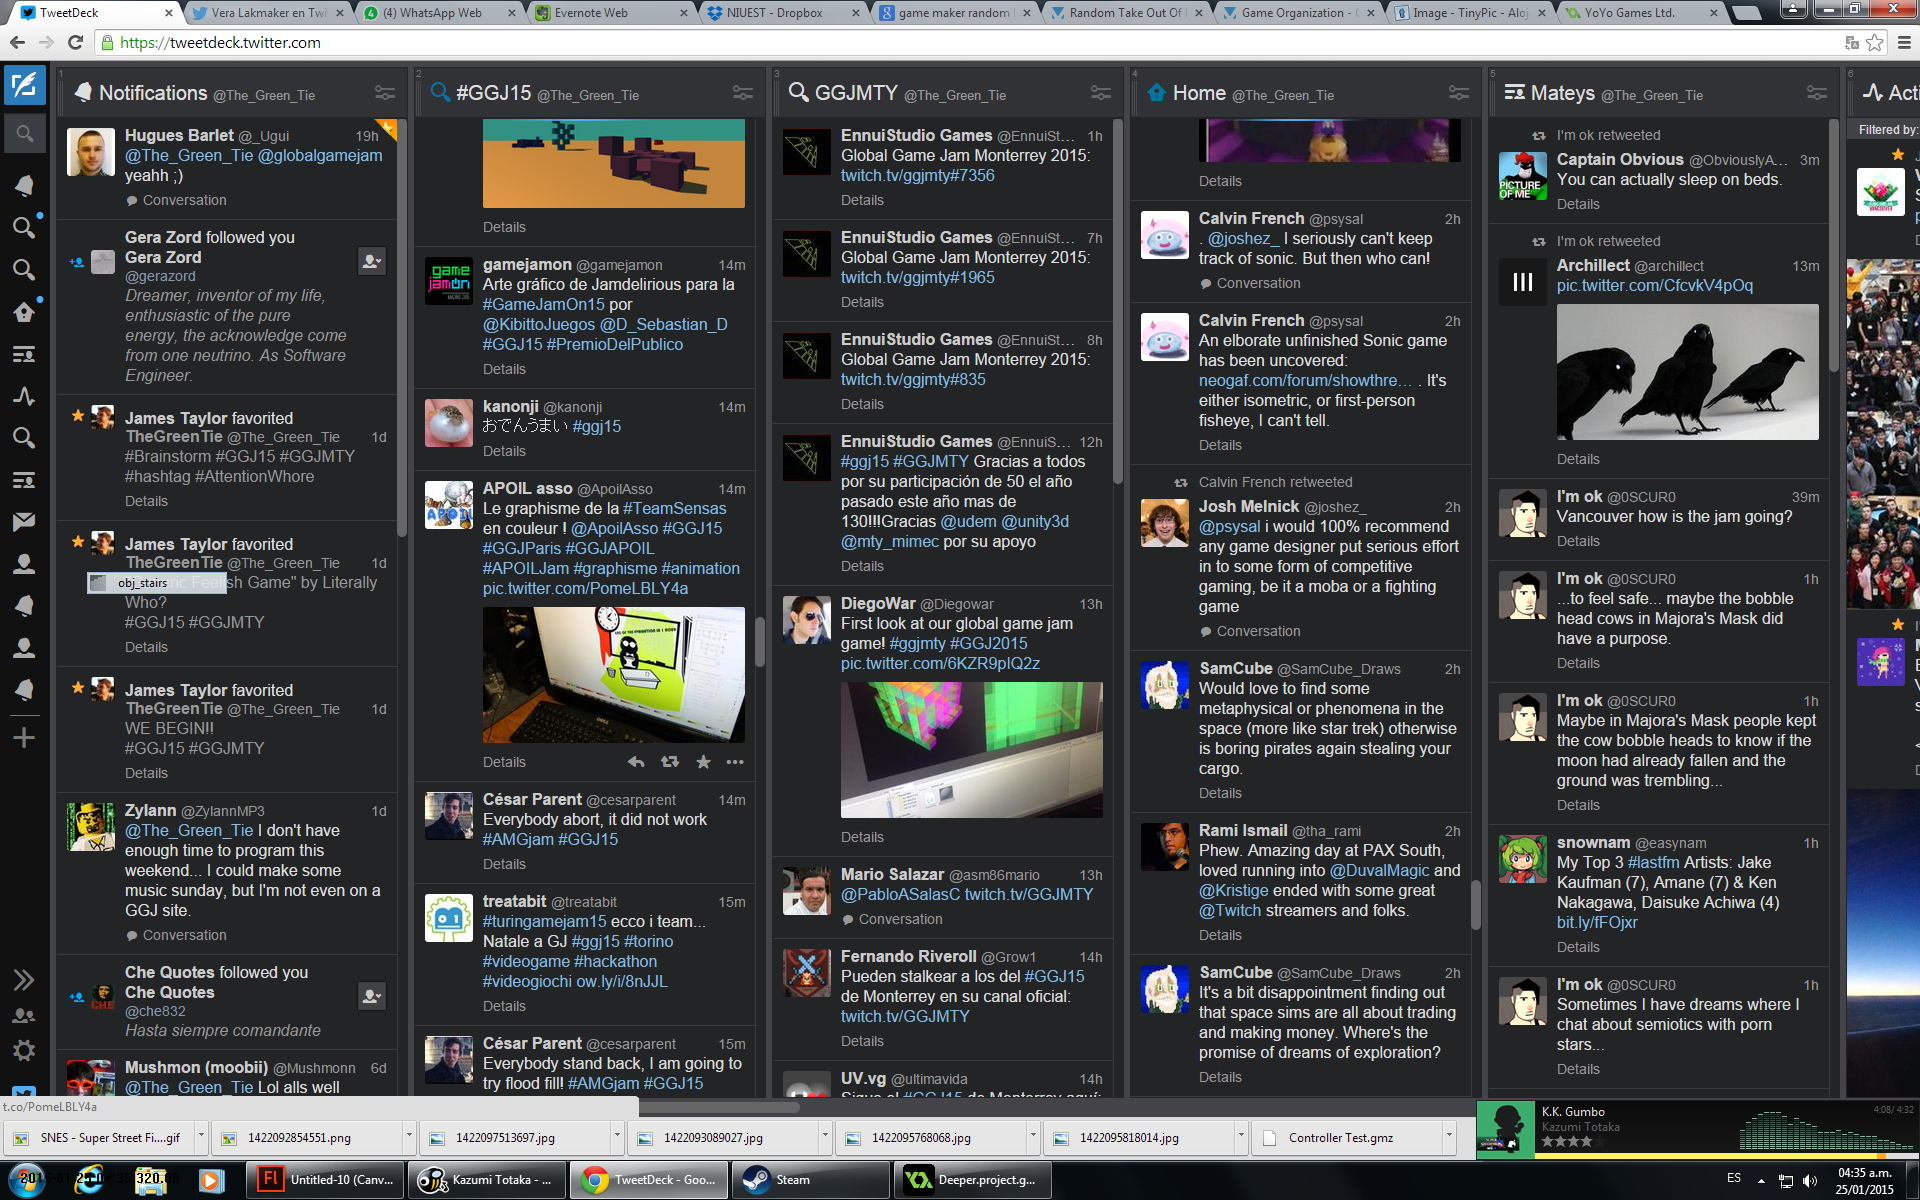 TweetDeck
Vera Lakmaker en Twi
(4) WhatsApp Web
Evernote Web
NIUEST - Dropbox
game maker random
Random Take Out Of
Game Organization -
Image - TinyPic - Aloj
YoYo Games Ltd.
https://tweetdeck.twitter.com
1
Notifications @The_Green_Tie
Hugues Barlet @_Ugui 19h
@The_Green_Tie @globalgamejam
yeahh ;)
Conversation
Gera Zord followed you
Gera Zord
@gerazord
Dreamer, inventor of my life,
enthusiastic of the pure
energy, the acknowledge come
from one neutrino. As Software
Engineer.
James Taylor favorited
TheGreenTie @The_Green_Tie 1d
#Brainstorm #GGJ15 #GGJMTY
#hashtag #AttentionWhore
Details
James Taylor favorited
TheGreenTie @The_Green_Tie 1d
obj_stairs
sh Game" by Literally
Who?
#GGJ15 #GGJMTY
Details
James Taylor favorited
TheGreenTie @The_Green_Tie 1d
WE BEGIN!!
#GGJ15 #GGJMTY
Details
Zylann @ZylannMP3 1d
@The_Green_Tie I don't have
enough time to program this
weekend... I could make some
music sunday, but I'm not even on a
GGJ site.
Conversation
Che Quotes followed you
Che Quotes
@che832
Hasta siempre comandante
CHE
Mushmon (moobii) @Mushmonn 6d
@The_Green_Tie Lol alls well
2
#GGJ15 @The_Green_Tie
Details
gamejamon @gamejamon 14m
Arte gráfico de Jamdelirious para la
#GameJamOn15 por
@KibittoJuegos @D_Sebastian_D
#GGJ15 #PremioDelPublico
Details
game
jamon
kanonji @kanonji 14m
おでんうまい #ggj15
Details
APOIL asso @ApoilAsso 14m
Le graphisme de la #TeamSensas
en couleur ! @ApoilAsso #GGJ15
#GGJParis #GGJAPOIL
#APOILJam #graphisme #animation
pic.twitter.com/PomeLBLY4a
APOIL
DELL
Details
César Parent @cesarparent 14m
Everybody abort, it did not work
#AMGjam #GGJ15
Details
treatabit @treatabit 15m
#turingamejam15 ecco i team...
Natale a GJ #ggj15 #torino
#videogame #hackathon
#videogiochi ow.ly/i/8nJJL
Details
César Parent @cesarparent 15m
Everybody stand back, I am going to
try flood fill! #AMGjam #GGJ15
3
GGJMTY @The_Green_Tie
EnnuiStudio Games @EnnuiSt... 1h
Global Game Jam Monterrey 2015:
twitch.tv/ggjmty#7356
Details
EnnuiStudio Games @EnnuiSt... 7h
Global Game Jam Monterrey 2015:
twitch.tv/ggjmty#1965
Details
EnnuiStudio Games @EnnuiSt... 8h
Global Game Jam Monterrey 2015:
twitch.tv/ggjmty#835
Details
EnnuiStudio Games @EnnuiS... 12h
#ggj15 #GGJMTY Gracias a todos
por su participación de 50 el año
pasado este año mas de
130!!!Gracias @udem @unity3d
@mty_mimec por su apoyo
Details
DiegoWar @Diegowar 13h
First look at our global game jam
game! #ggjmty #GGJ2015
pic.twitter.com/6KZR9pIQ2z
Details
Mario Salazar @asm86mario 13h
@PabloASalasC twitch.tv/GGJMTY
Conversation
Fernando Riveroll @Grow1 14h
Pueden stalkear a los del #GGJ15
de Monterrey en su canal oficial:
twitch.tv/GGJMTY
Details
UV.vg @ultimavida 14h
Sigue el #GGJ15 de Monterrey aquí:
4
Home @The_Green_Tie
Details
Calvin French @psysal 2h
. @joshez_ I seriously can't keep
track of sonic. But then who can!
Conversation
Calvin French @psysal 2h
An elborate unfinished Sonic game
has been uncovered:
neogaf.com/forum/showthre... . It's
either isometric, or first-person
fisheye, I can't tell.
Details
Calvin French retweeted
Josh Melnick @joshez_ 2h
@psysal i would 100% recommend
any game designer put serious effort
in to some form of competitive
gaming, be it a moba or a fighting
game
Conversation
SamCube @SamCube_Draws 2h
Would love to find some
metaphysical or phenomena in the
space (more like star trek) otherwise
is boring pirates again stealing your
cargo.
Details
Rami Ismail @tha_rami 2h
Phew. Amazing day at PAX South,
loved running into @DuvalMagic and
@Kristige ended with some great
@Twitch streamers and folks.
Details
SamCube @SamCube_Draws 2h
It's a bit disappointment finding out
that space sims are all about trading
and making money. Where's the
promise of dreams of exploration?
Details
5
Mateys @The_Green_Tie
I'm ok retweeted
Captain Obvious @ObviouslyA... 3m
You can actually sleep on beds.
Details
PICTURE
OF ME
I'm ok retweeted
Archillect @archillect 13m
pic.twitter.com/CfcvkV4pOq
Details
I'm ok @0SCUR0 39m
Vancouver how is the jam going?
Details
I'm ok @0SCUR0 1h
...to feel safe... maybe the bobble
head cows in Majora's Mask did
have a purpose.
Details
I'm ok @0SCUR0 1h
Maybe in Majora's Mask people kept
the cow bobble heads to know if the
moon had already fallen and the
ground was trembling...
Details
snownam @easynam 1h
My Top 3 #lastfm Artists: Jake
Kaufman (7), Amane (7) & Ken
Nakagawa, Daisuke Achiwa (4)
bit.ly/fFOjxr
Details
I'm ok @0SCUR0 1h
Sometimes I have dreams where I
chat about semiotics with porn
stars...
Details
6
Acti
Filtered by:
t.co/PomeLBLY4a
SNES - Super Street Fi....gif
1422092854551.png
1422097513697.jpg
1422093089027.jpg
1422095768068.jpg
1422095818014.jpg
Controller Test.gmz
K.K. Gumbo
Kazumi Totaka
4:08/ 4:32
Untitled-10 (Canv...
Kazumi Totaka - ...
TweetDeck - Goo...
Steam
Deeper.project.g...
ES
04:35 a.m.
25/01/2015